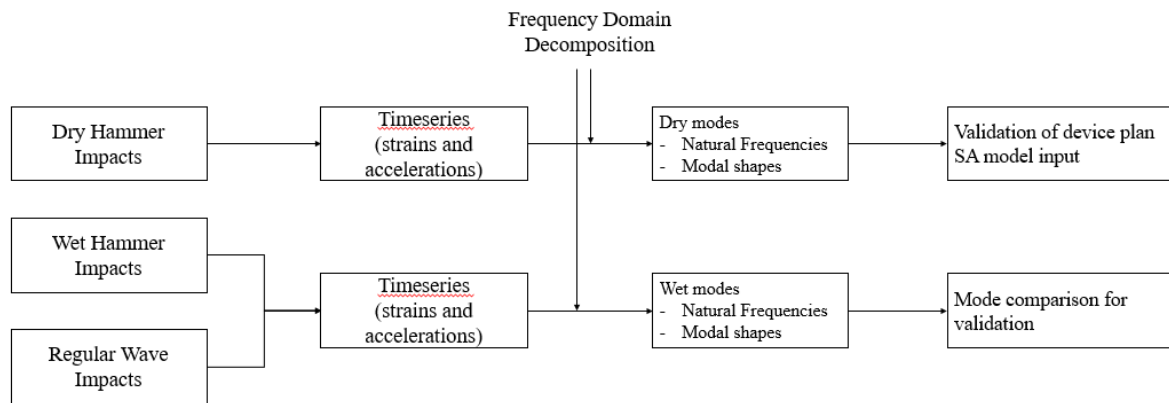 Frequency Domain
Decomposition
Dry Hammer
Impacts
Timeseries
(strains and
accelerations)
Dry modes
- Natural Frequencies
- Modal shapes
Validation of device plan
SA model input
Wet Hammer
Impacts
Regular Wave
Impacts
Timeseries
(strains and
accelerations)
Wet modes
- Natural Frequencies
- Modal shapes
Mode comparison for
validation